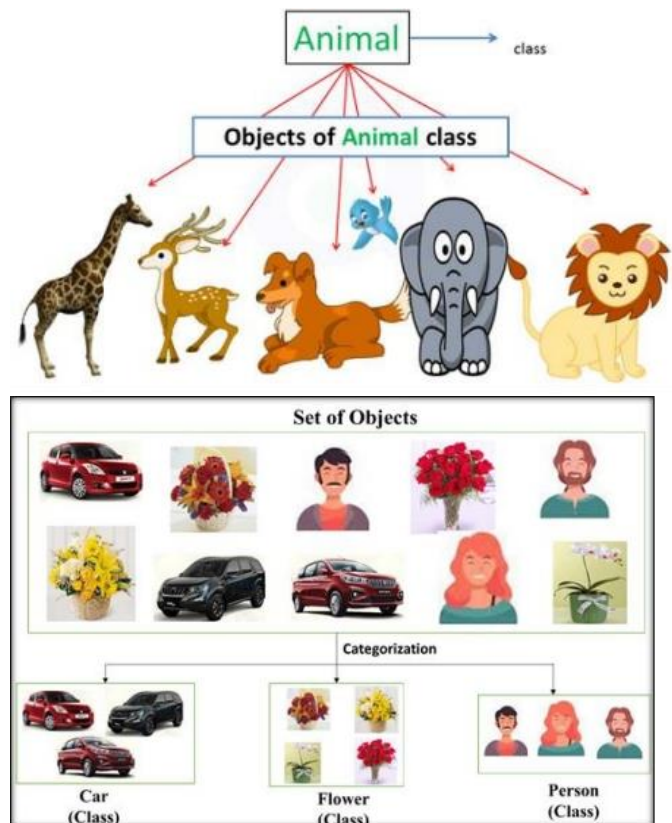 Animal
class
Objects of Animal class
Set of Objects
Categorization
Car
(Class)
Flower
(Class)
Person
(Class)